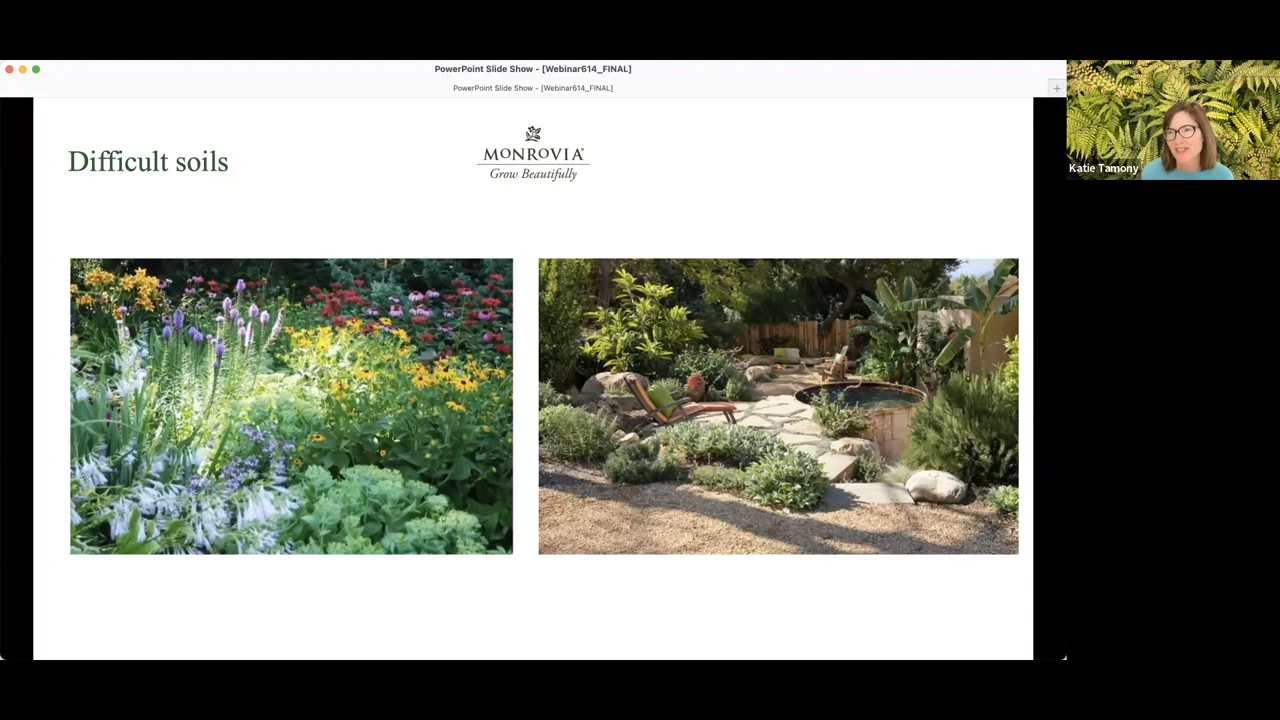 PowerPoint Slide Show - [Webinar614_FINAL]
PowerPoint Slide Show - [Webinar614_FINAL]
Difficult soils
MONROVIA®
Grow Beautifully
Katie Tamony